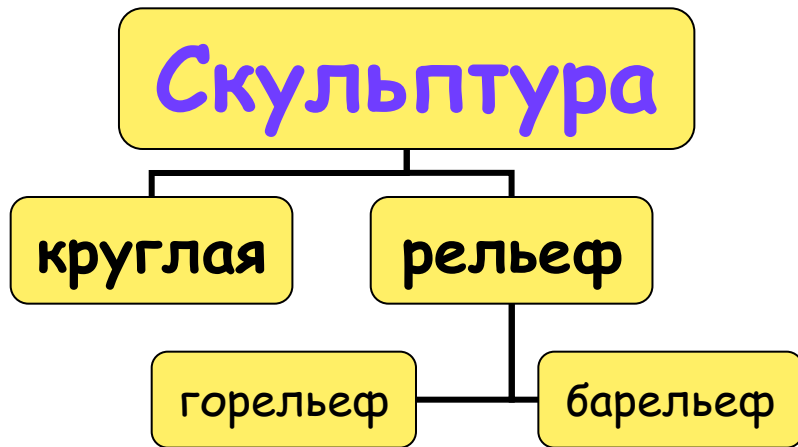 Скульптура
круглая
рельеф
горельеф
барельеф